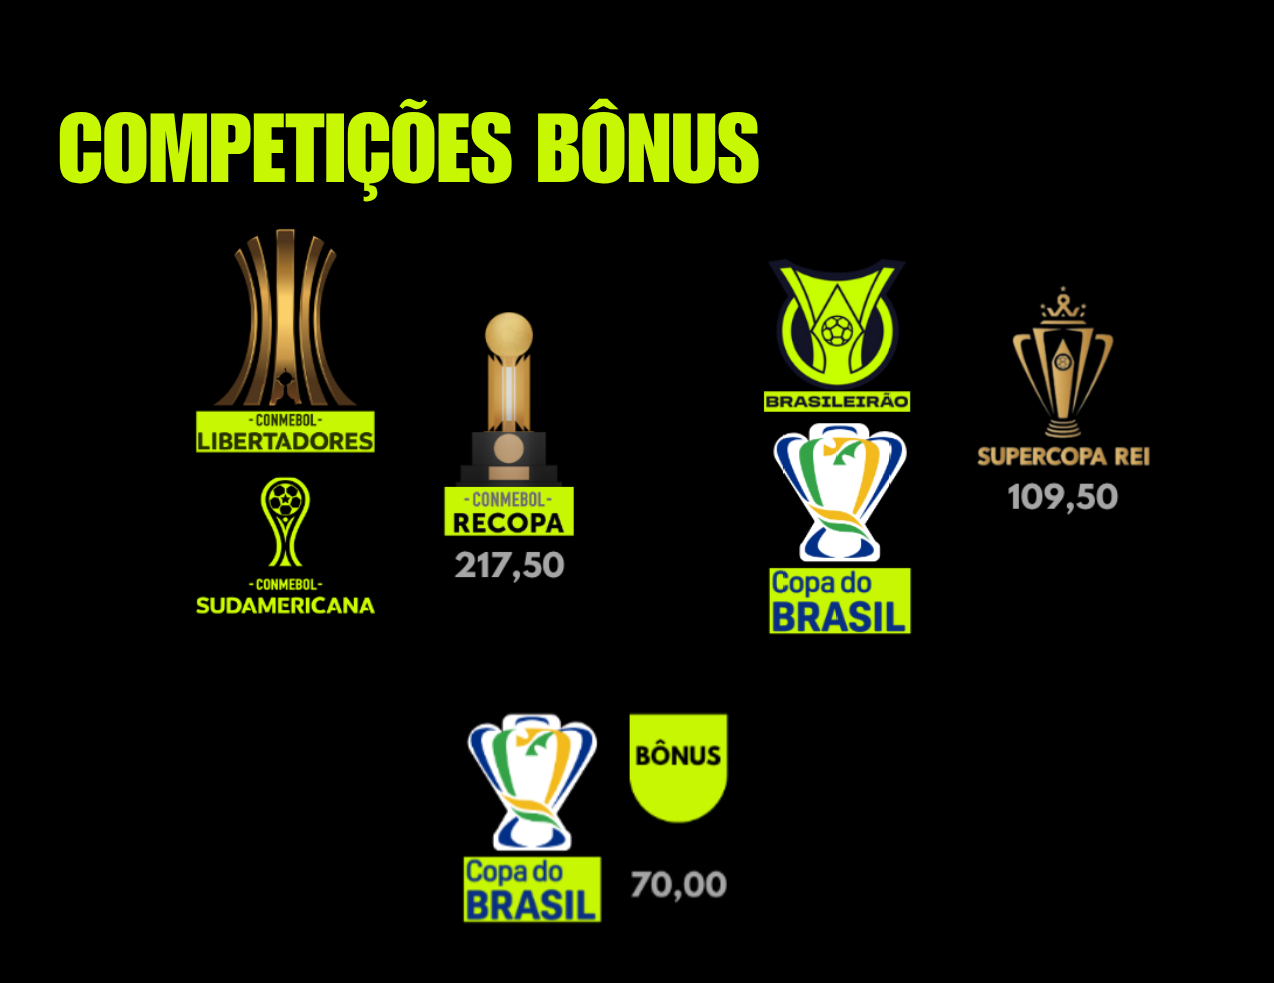 COMPETIÇÕES BÔNUS
-CONMEBOL-
LIBERTADORES
-CONMEBOL-
SUDAMERICANA
-CONMEBOL-
RECOPA
217,50
BRASILEIRÃO
Copa do
BRASIL
SUPERCOPA REI
109,50
Copa do
BRASIL
BÔNUS
70,00